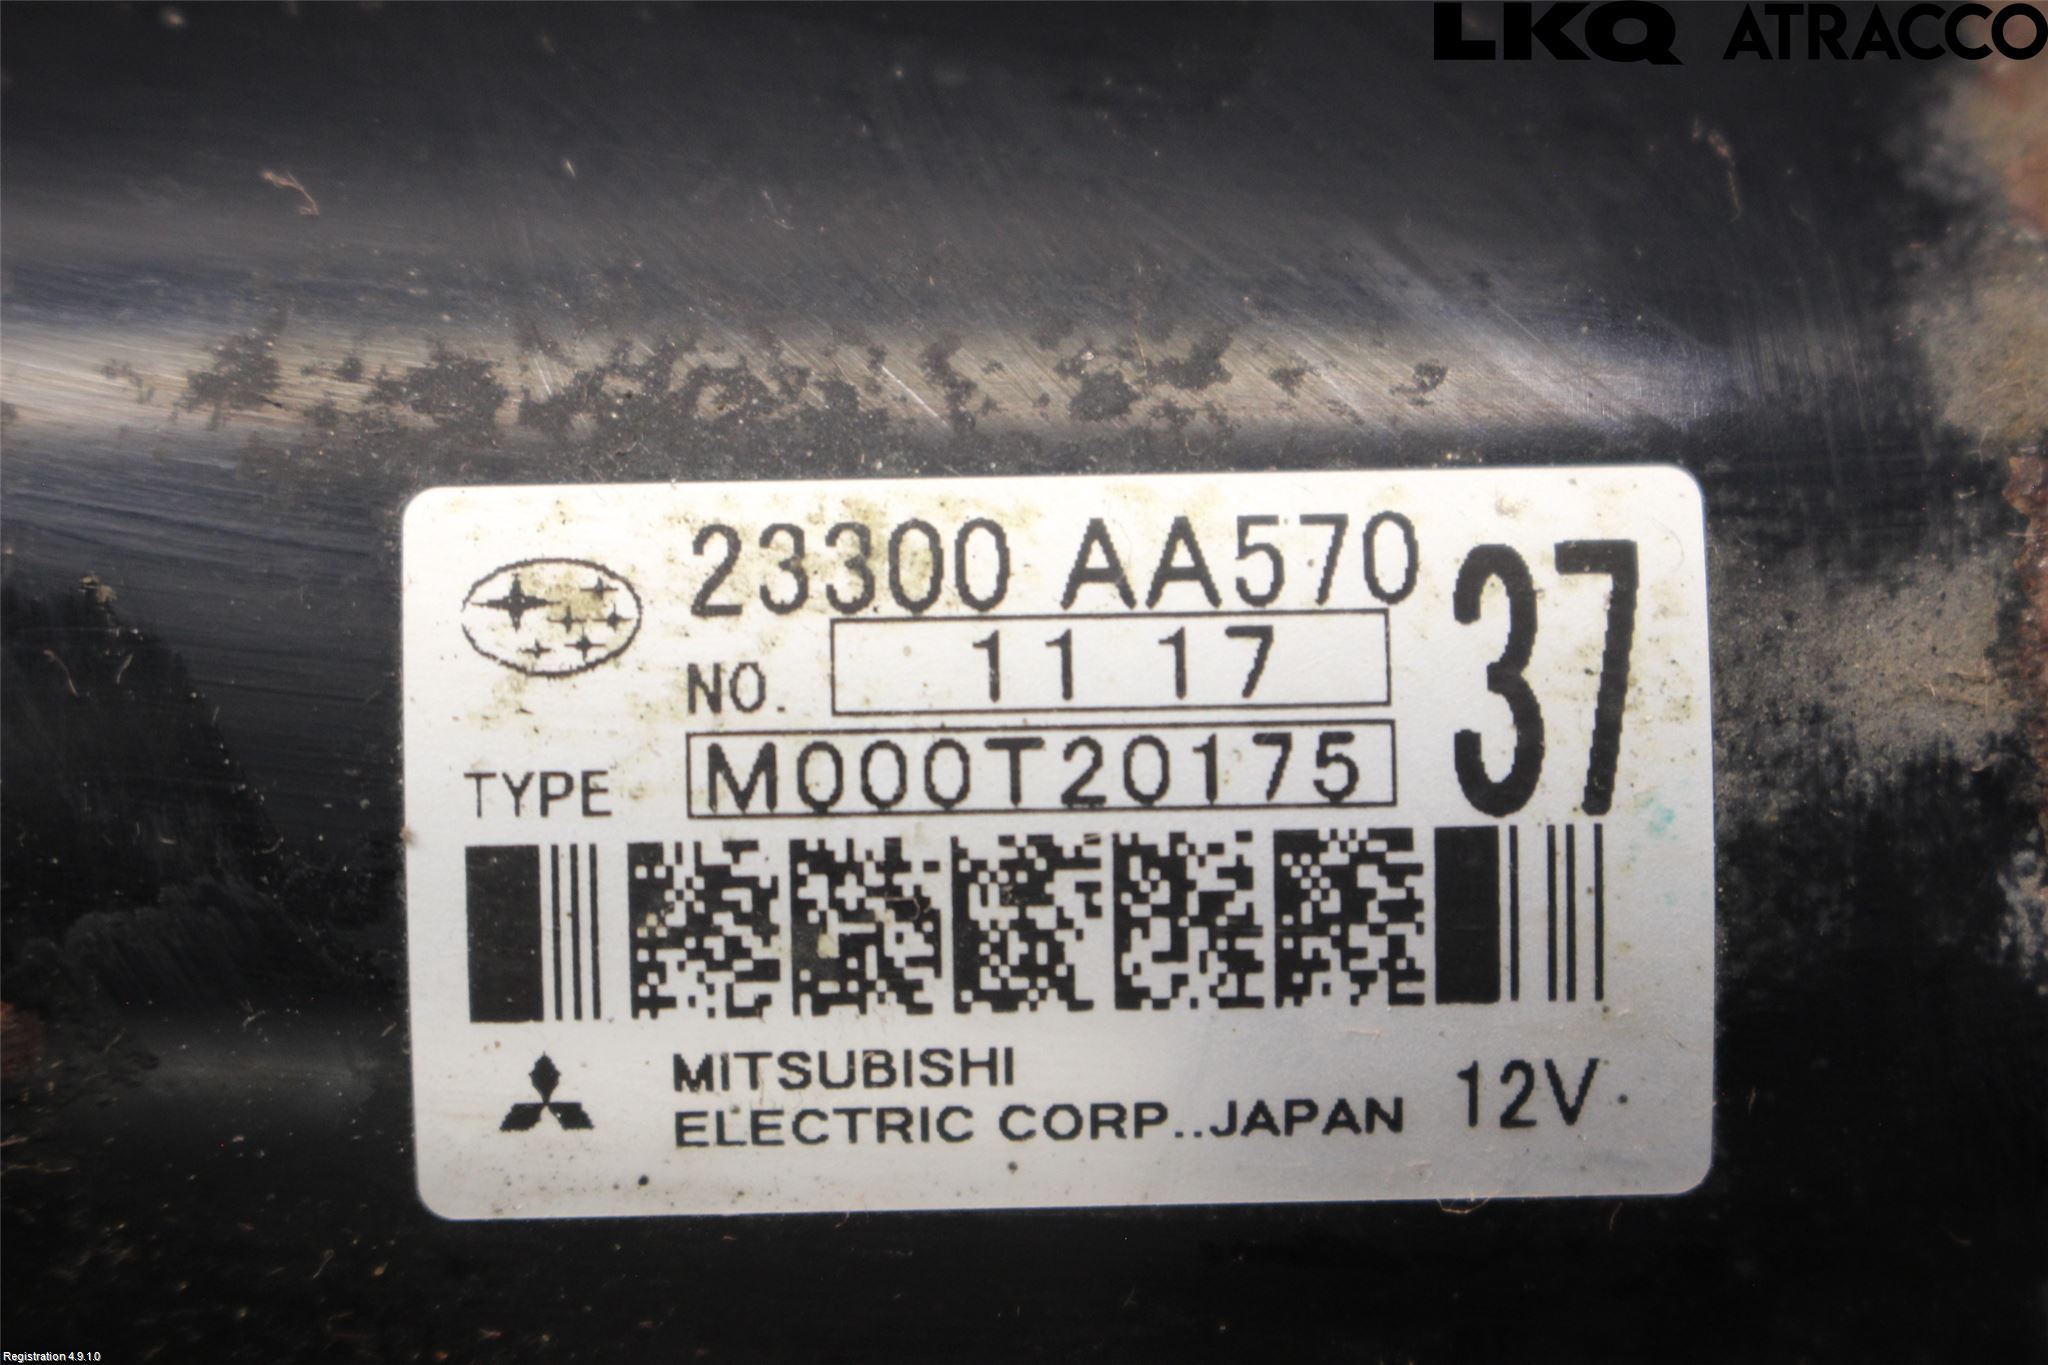 LKQ ATRACCO
23300 AA570
37
NO. 11 17
TYPE M000T20175
MITSUBISHI
ELECTRIC CORP..JAPAN 12V
Registration 4.9.1.0